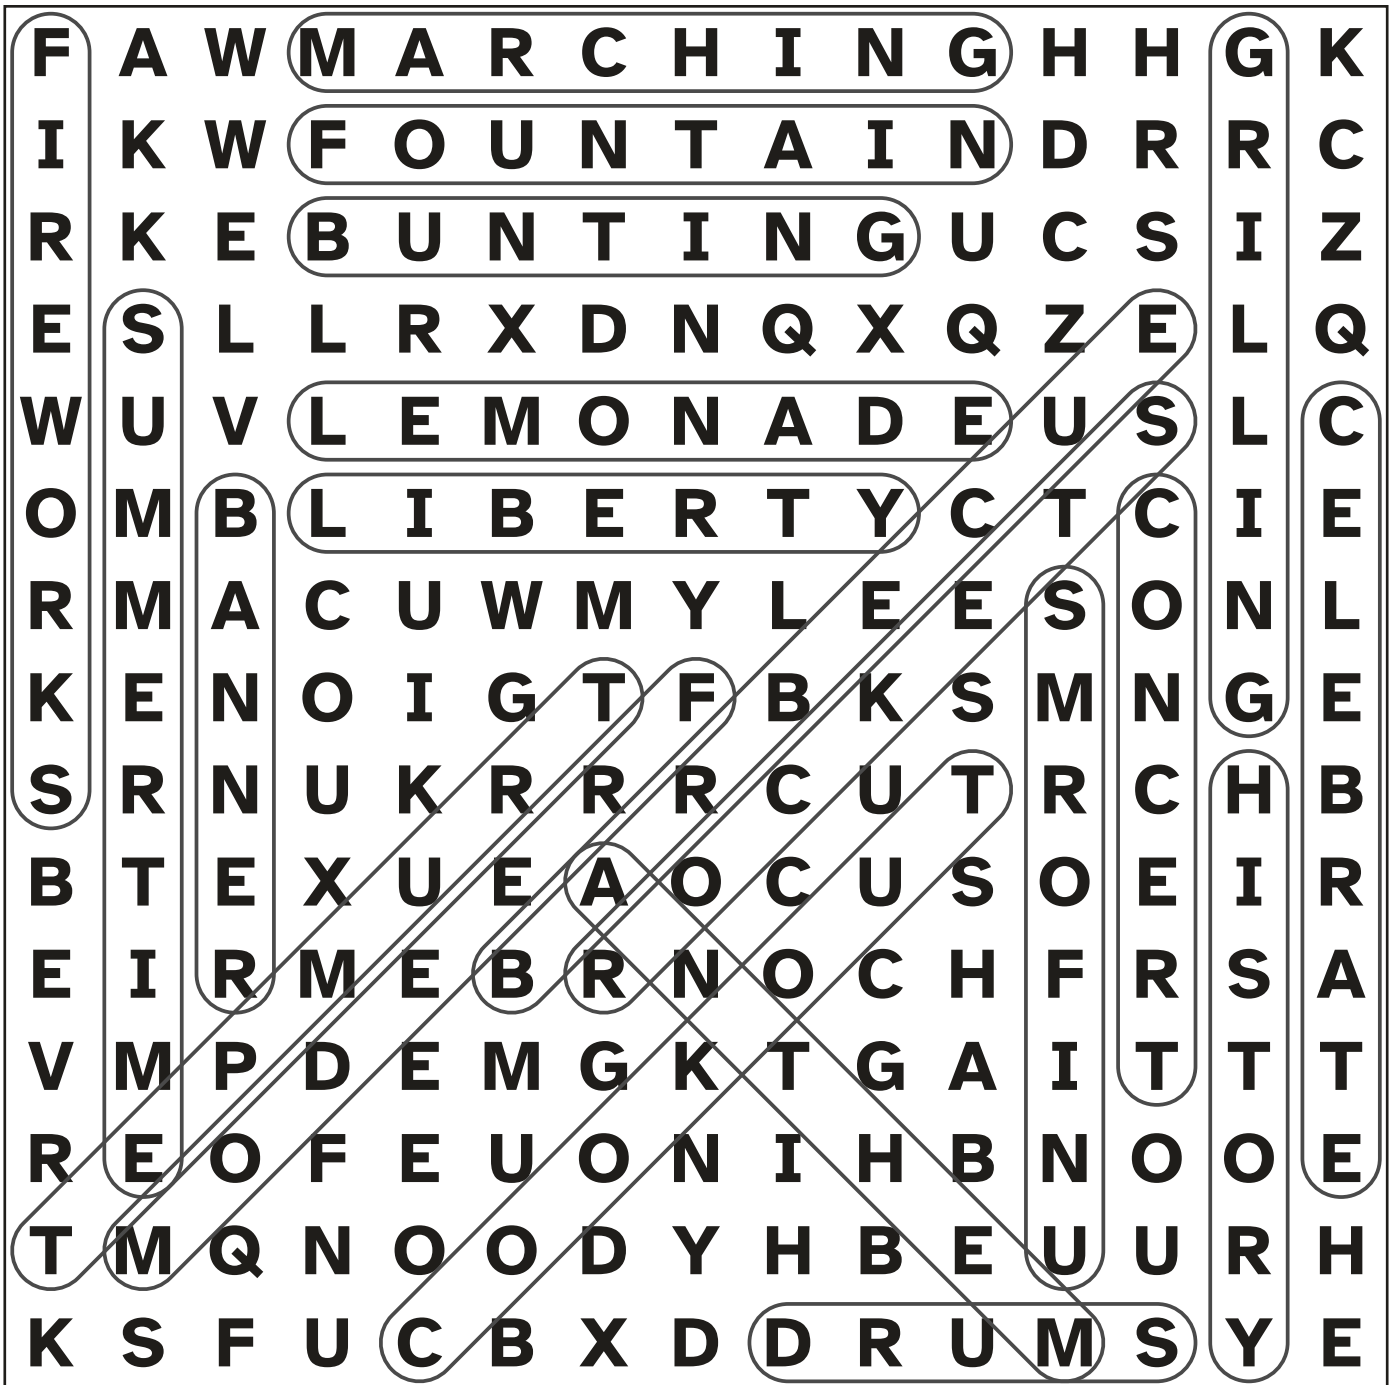 F A W M A R C H I N G H H G K
I K W F O U N T A I N D R R C
R K E B U N T I N G U C S I Z
E S L L R X D N Q X Q Z E L Q
W U V L E M O N A D E U S L C
O M B L I B E R T Y C T C I E
R M A C U W M Y L E E S O N L
K E N O I G T F B K S M N G E
S R N U K R R R C U T R C H B
B T E X U E A O C U S O E I R
E I R M E B R N O C H F R S A
V M P D E M G K T G A I T T T
R E O F E U O N I H B N O O E
T M Q N O O D Y H B E U U R H
K S F U C B X D D R U M S Y E